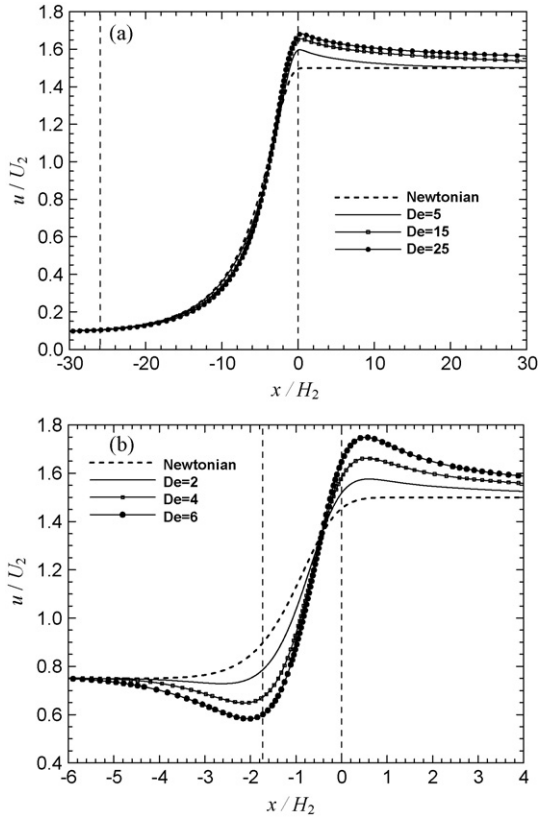 (a)
1.8
1.6
1.4
1.2
1.0
0.8
0.6
0.4
0.2
0.0
u / U2
Newtonian
De=5
De=15
De=25
-30 -20 -10 0 10 20 30
x / H2
(b)
1.8
1.6
1.4
1.2
1.0
0.8
0.6
0.4
u / U2
Newtonian
De=2
De=4
De=6
-6 -5 -4 -3 -2 -1 0 1 2 3 4
x / H2